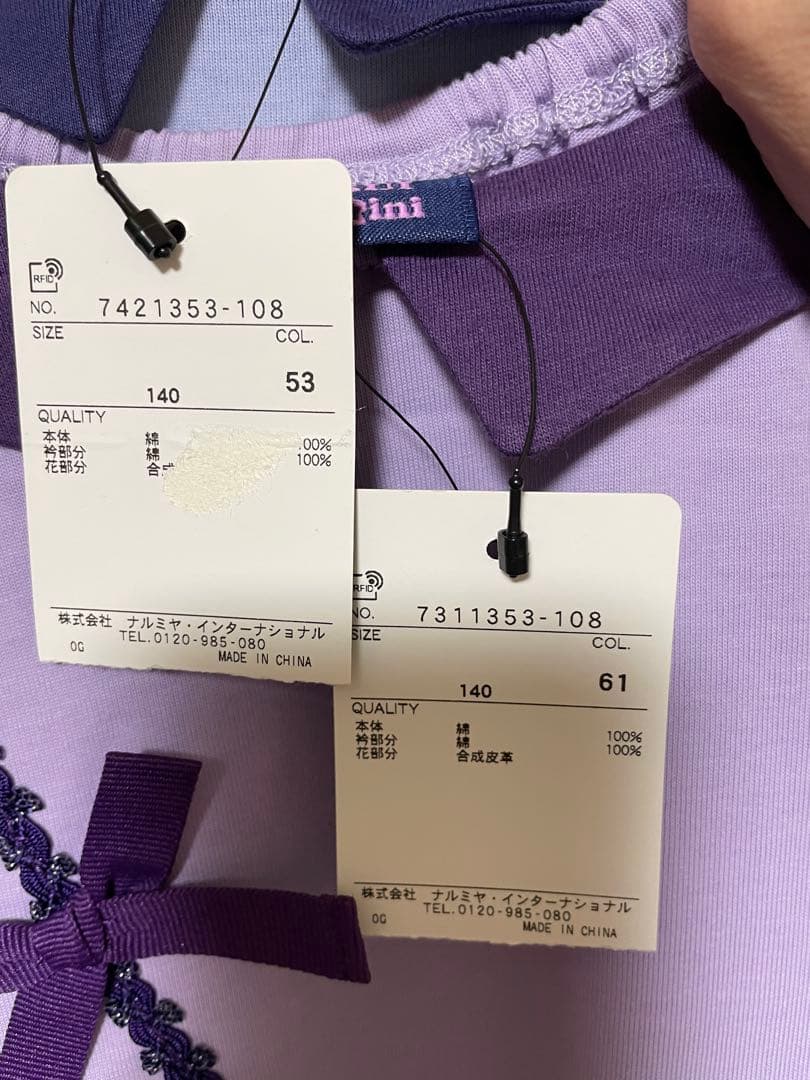 Gini
RFID
NO. 7421353-108
SIZE COL.
140 53
QUALITY
本体 綿 .00%
衿部分 綿 100%
花部分 合成
株式会社 ナルミヤ・インターナショナル
TEL.0120-985-080
0G MADE IN CHINA
RFID
NO. 7311353-108
SIZE COL.
140 61
QUALITY
本体 綿 100%
衿部分 綿 100%
花部分 合成皮革
株式会社 ナルミヤ・インターナショナル
TEL.0120-985-080
0G MADE IN CHINA